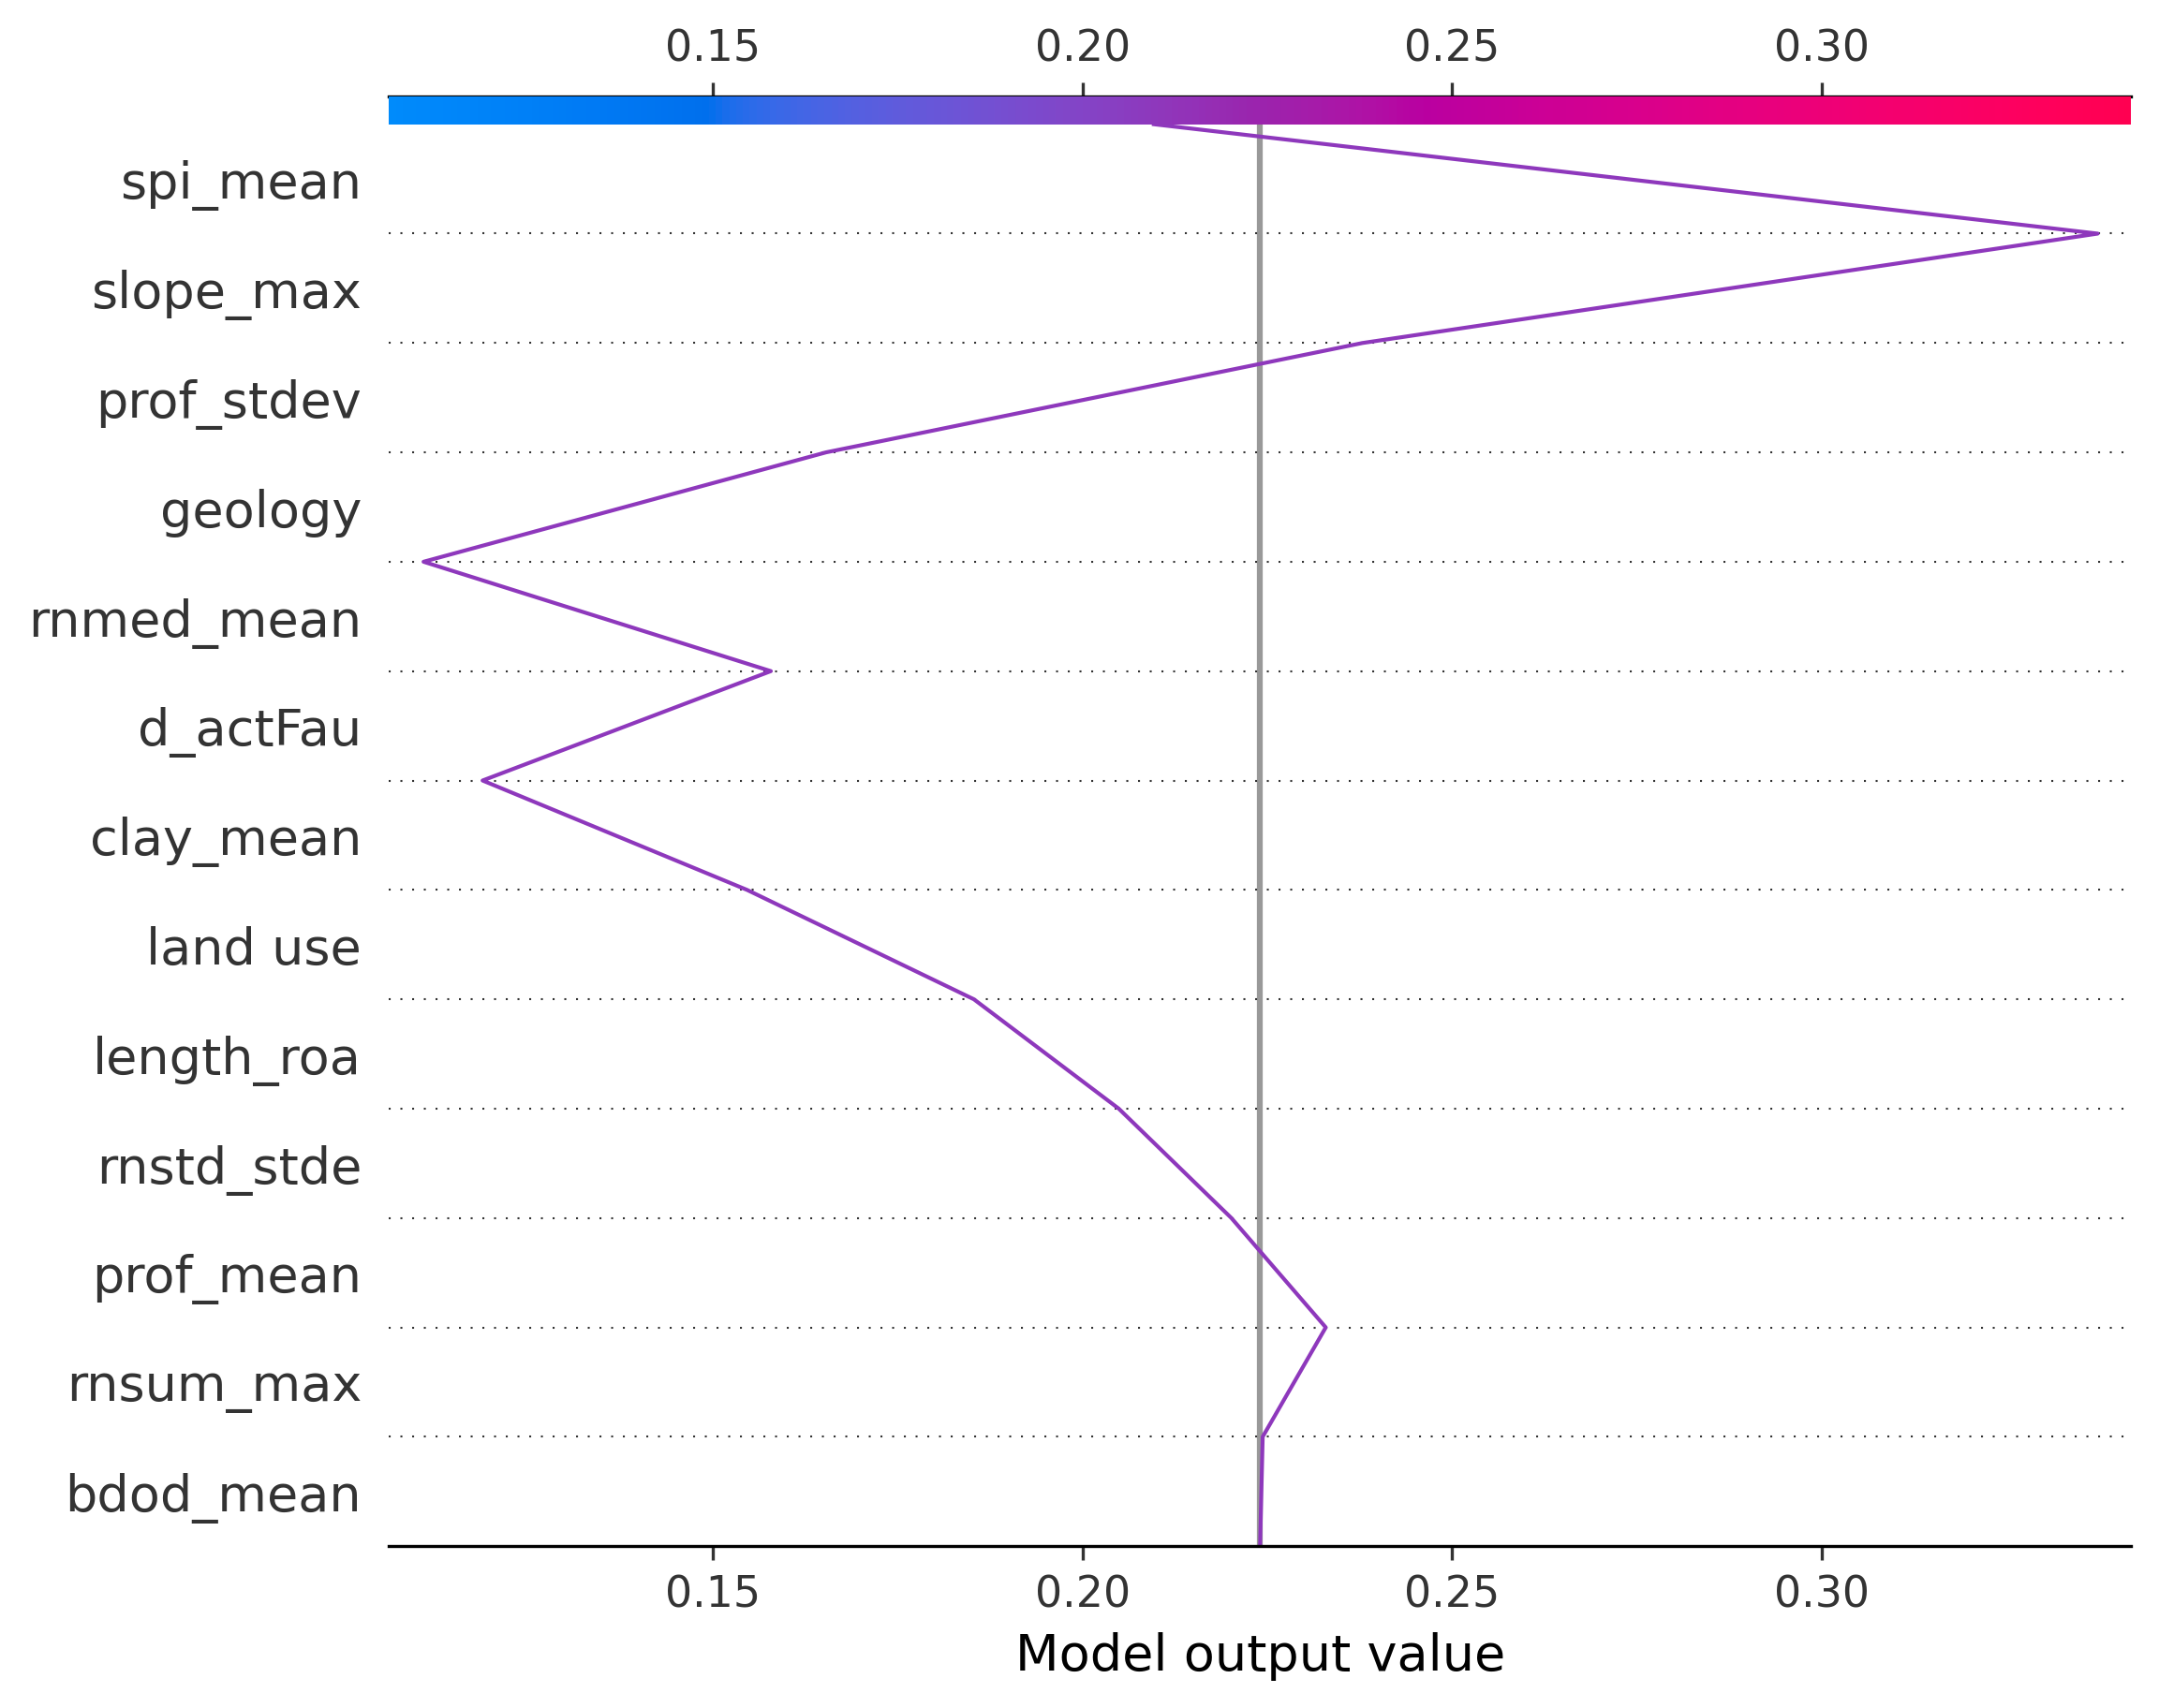 0.15 0.20 0.25 0.30
spi_mean
slope_max
prof_stdev
geology
rnmed_mean
d_actFau
clay_mean
land use
length_roa
rnstd_stde
prof_mean
rnsum_max
bdod_mean
0.15 0.20 0.25 0.30
Model output value